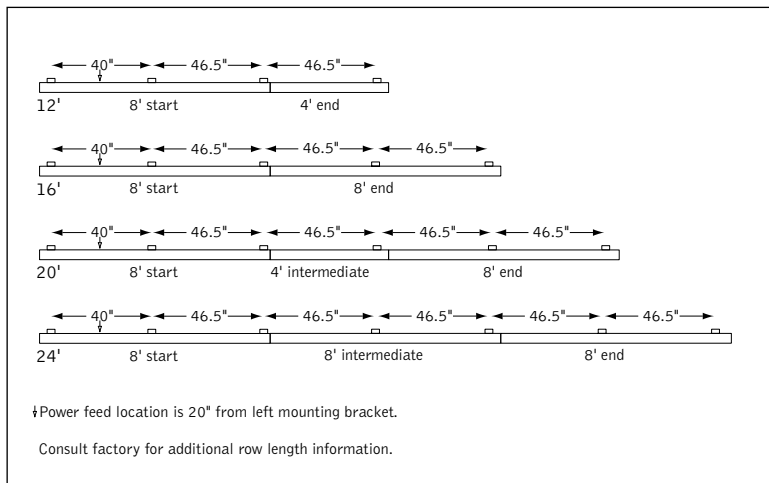 40" 46.5" 46.5"
12' 8' start 4' end
40" 46.5" 46.5" 46.5"
16' 8' start 8' end
40" 46.5" 46.5" 46.5" 46.5"
20' 8' start 4' intermediate 8' end
40" 46.5" 46.5" 46.5" 46.5" 46.5"
24' 8' start 8' intermediate 8' end
Power feed location is 20" from left mounting bracket.
Consult factory for additional row length information.